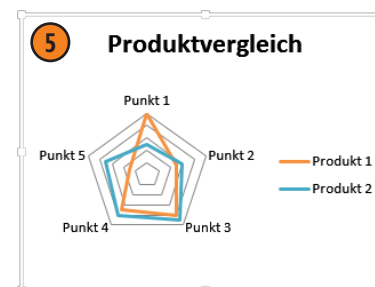 5
Produktvergleich
Punkt 1
Punkt 5
Punkt 2
Punkt 4
Punkt 3
Produkt 1
Produkt 2